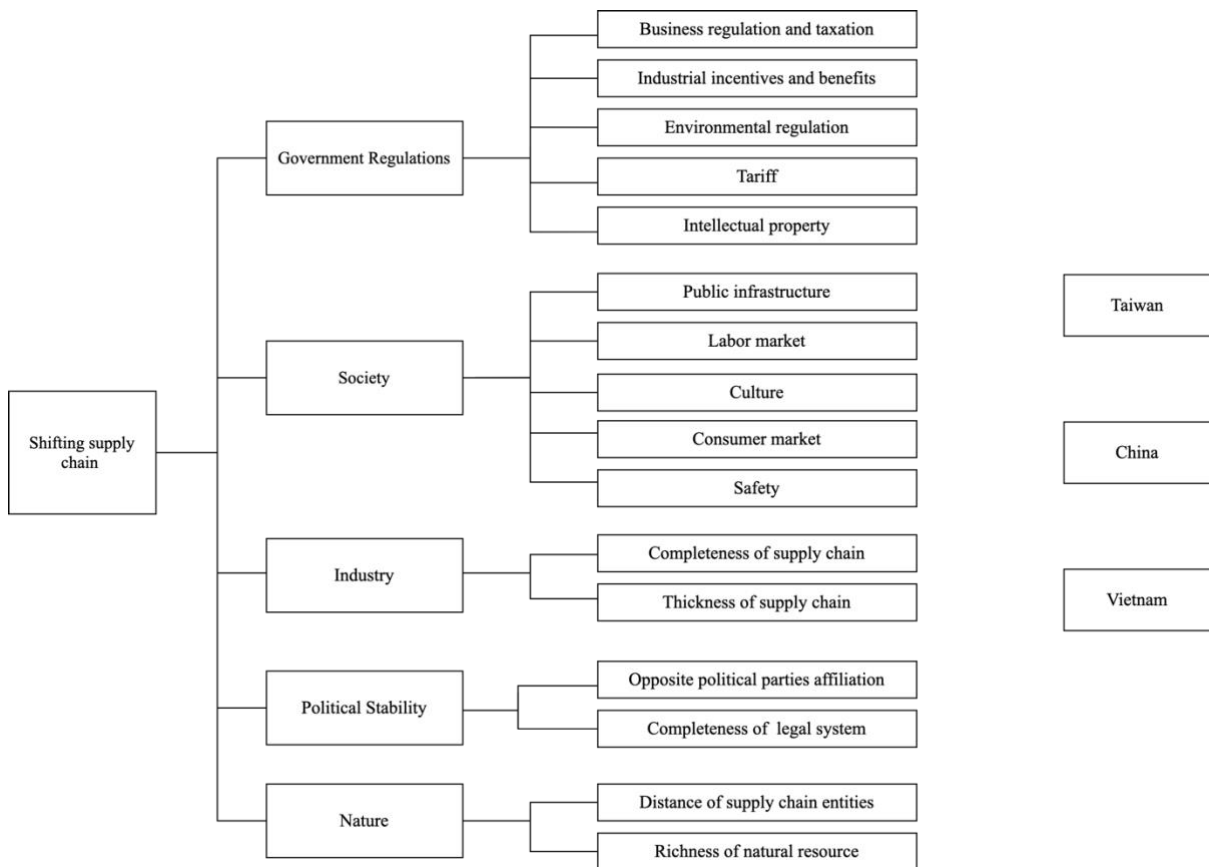 Shifting supply
chain
Government Regulations
Business regulation and taxation
Industrial incentives and benefits
Environmental regulation
Tariff
Intellectual property
Society
Public infrastructure
Labor market
Culture
Consumer market
Safety
Industry
Completeness of supply chain
Thickness of supply chain
Political Stability
Opposite political parties affiliation
Completeness of legal system
Nature
Distance of supply chain entities
Richness of natural resource
Taiwan
China
Vietnam